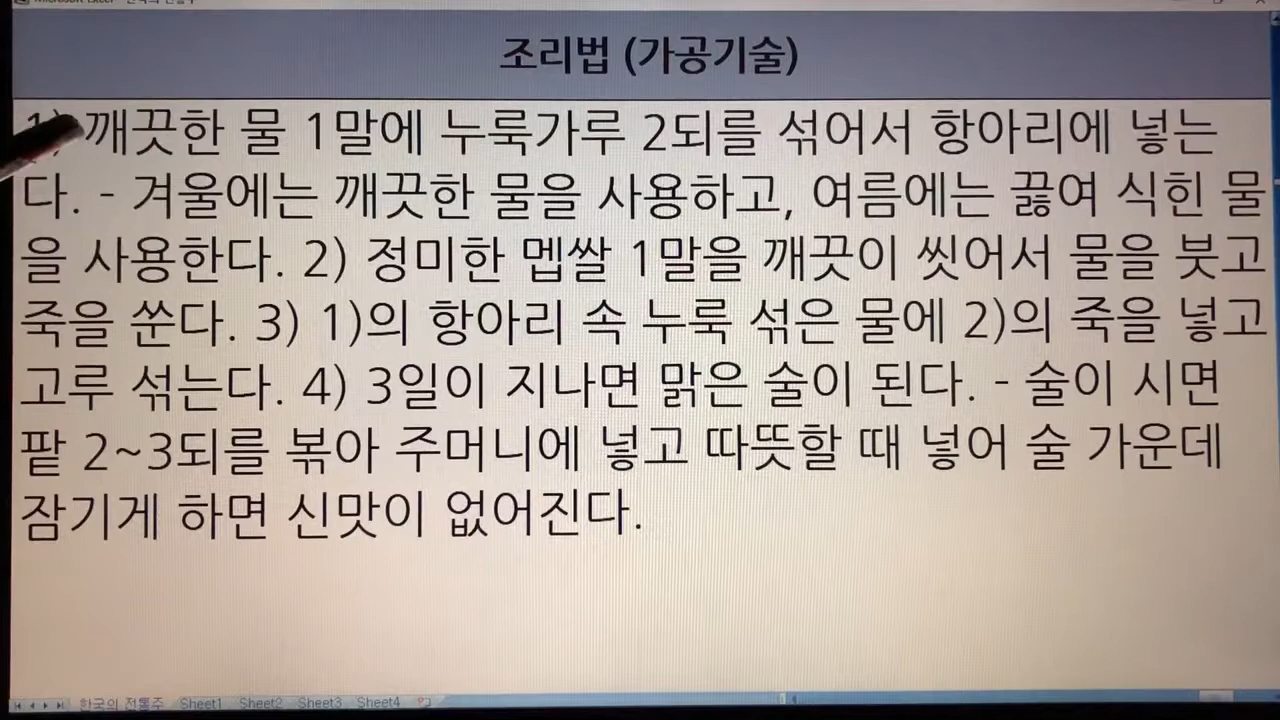 조리법 (가공기술)
1) 깨끗한 물 1말에 누룩가루 2되를 섞어서 항아리에 넣는
다. - 겨울에는 깨끗한 물을 사용하고, 여름에는 끓여 식힌 물
을 사용한다. 2) 정미한 멥쌀 1말을 깨끗이 씻어서 물을 붓고
죽을 쑨다. 3) 1)의 항아리 속 누룩 섞은 물에 2)의 죽을 넣고
고루 섞는다. 4) 3일이 지나면 맑은 술이 된다. - 술이 시면
팥 2~3되를 볶아 주머니에 넣고 따뜻할 때 넣어 술 가운데
잠기게 하면 신맛이 없어진다.
한국의 전통주 Sheet1 Sheet2 Sheet3 Sheet4